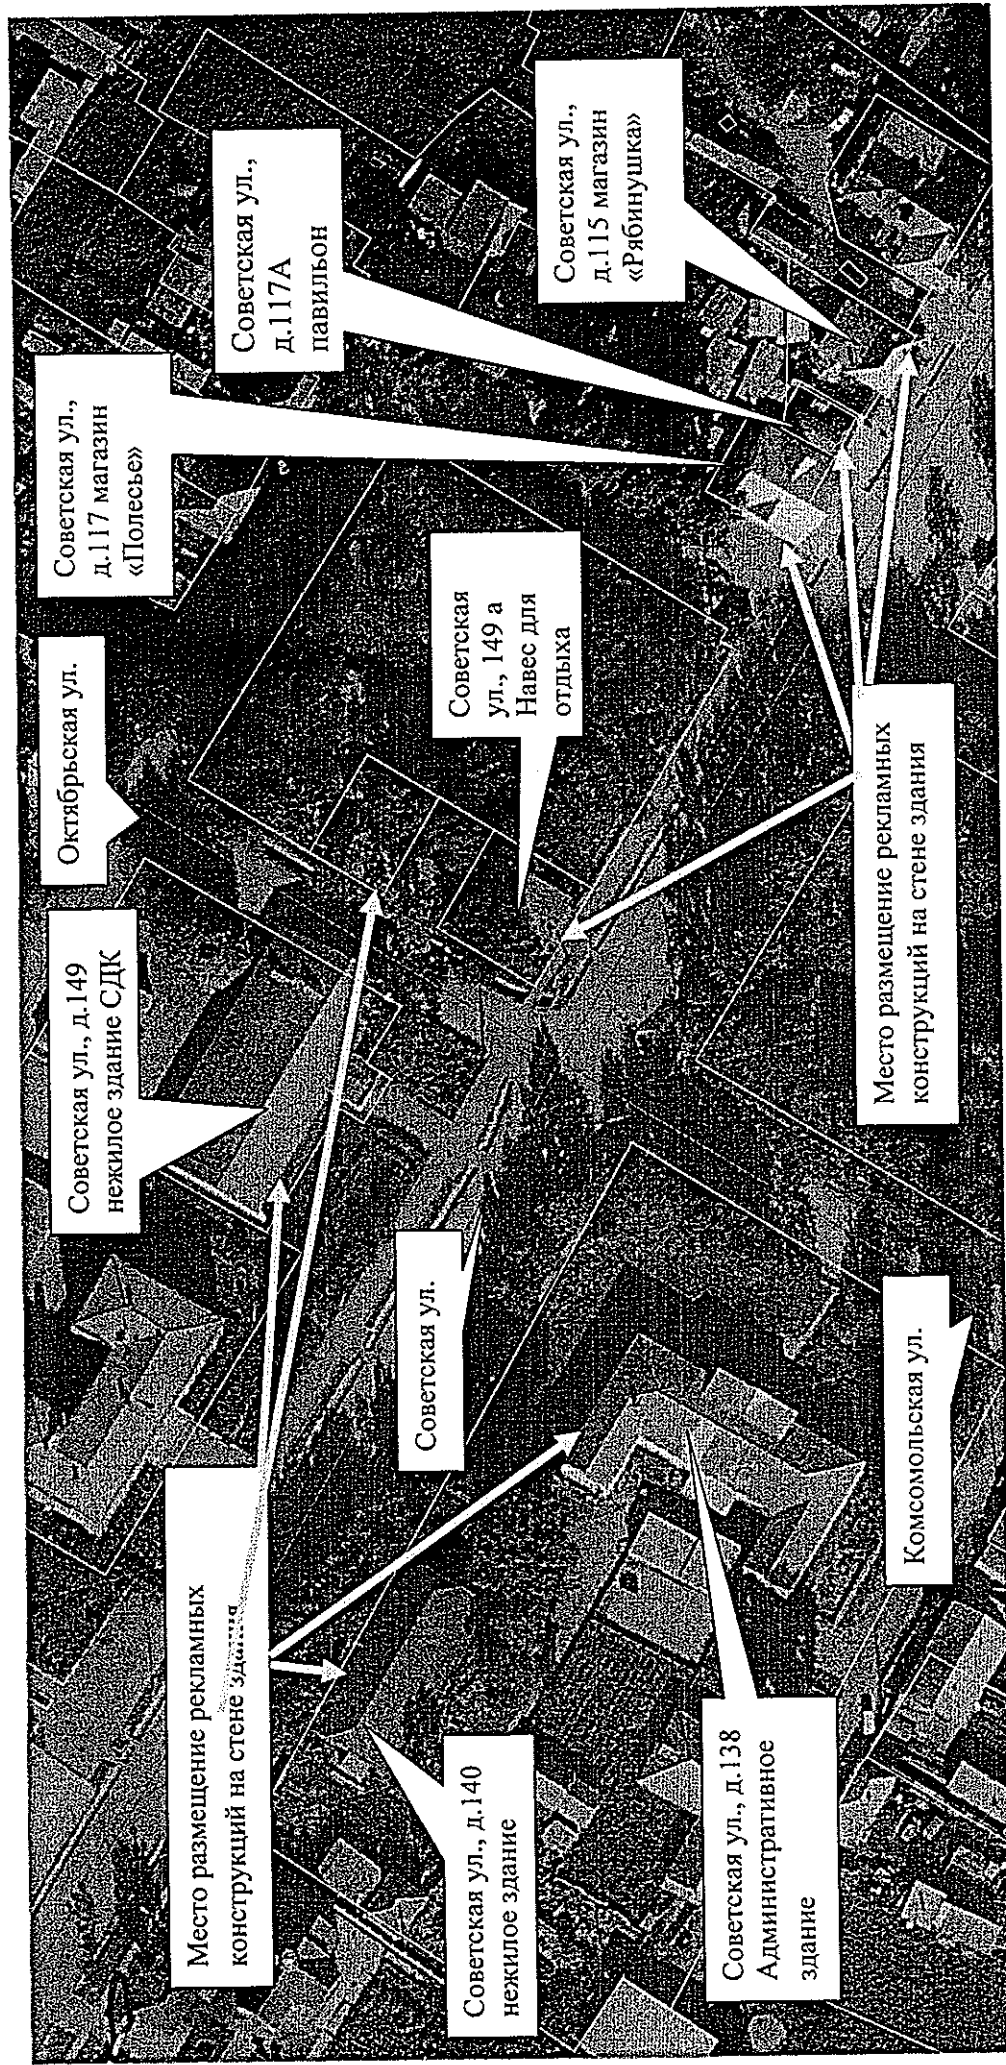 Место размещение рекламных
конструкций на стене здания
Советская ул., д.149
нежилое здание СДК
Октябрьская ул.
Советская ул.,
д.117 магазин
«Полесье»
Советская ул.,
д.117А
павильон
Советская ул.
Советская
ул., 149 а
Навес для
отдыха
Советская ул.,
д.115 магазин
«Рябинушка»
Советская ул., д.140
нежилое здание
Советская ул., д.138
Административное
здание
Комсомольская ул.
Место размещение рекламных
конструкций на стене здания